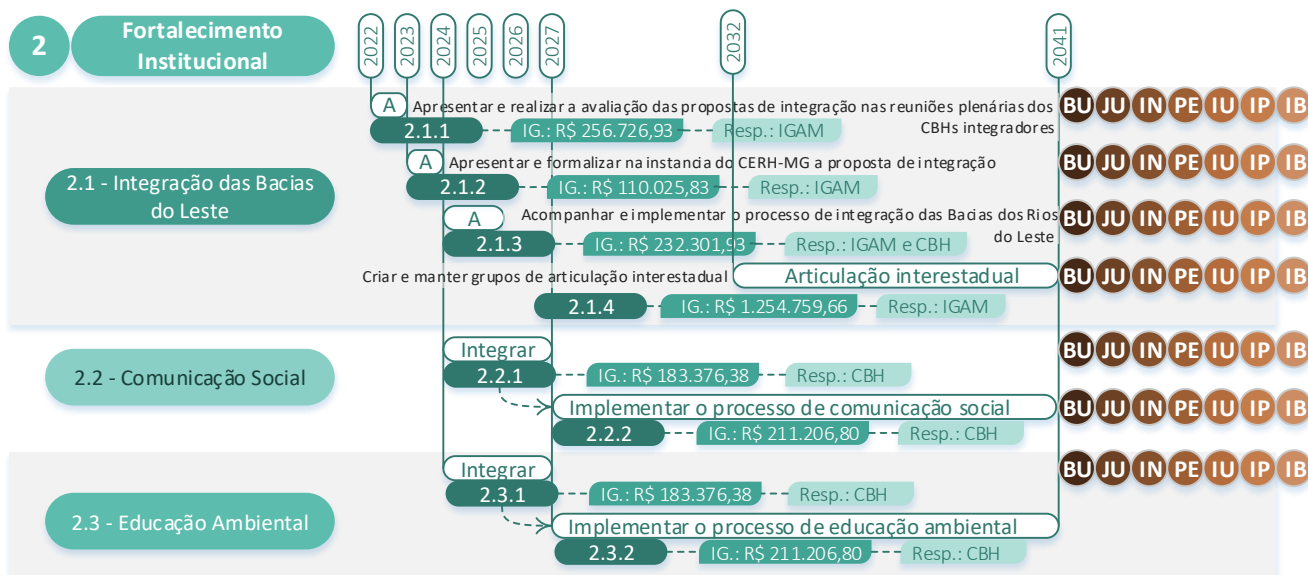 2
Fortalecimento
Institucional
2022
2023
2024
2025
2026
2027
2032
2041
A
Apresentar e realizar a avaliação das propostas de integração nas reuniões plenárias dos
CBHs integradores
BU JU IN PE IU IP IB
2.1.1
IG.: R$ 256.726,93
Resp.: IGAM
2.1 - Integração das Bacias
do Leste
A
Apresentar e formalizar na instancia do CERH-MG a proposta de integração
BU JU IN PE IU IP IB
2.1.2
IG.: R$ 110.025,83
Resp.: IGAM
A
Acompanhar e implementar o processo de integração das Bacias dos Rios
do Leste
BU JU IN PE IU IP IB
2.1.3
IG.: R$ 232.301,93
Resp.: IGAM e CBH
Criar e manter grupos de articulação interestadual
Articulação interestadual
BU JU IN PE IU IP IB
2.1.4
IG.: R$ 1.254.759,66
Resp.: IGAM
2.2 - Comunicação Social
Integrar
BU JU IN PE IU IP IB
2.2.1
IG.: R$ 183.376,38
Resp.: CBH
Implementar o processo de comunicação social
BU JU IN PE IU IP IB
2.2.2
IG.: R$ 211.206,80
Resp.: CBH
2.3 - Educação Ambiental
Integrar
BU JU IN PE IU IP IB
2.3.1
IG.: R$ 183.376,38
Resp.: CBH
Implementar o processo de educação ambiental
2.3.2
IG.: R$ 211.206,80
Resp.: CBH